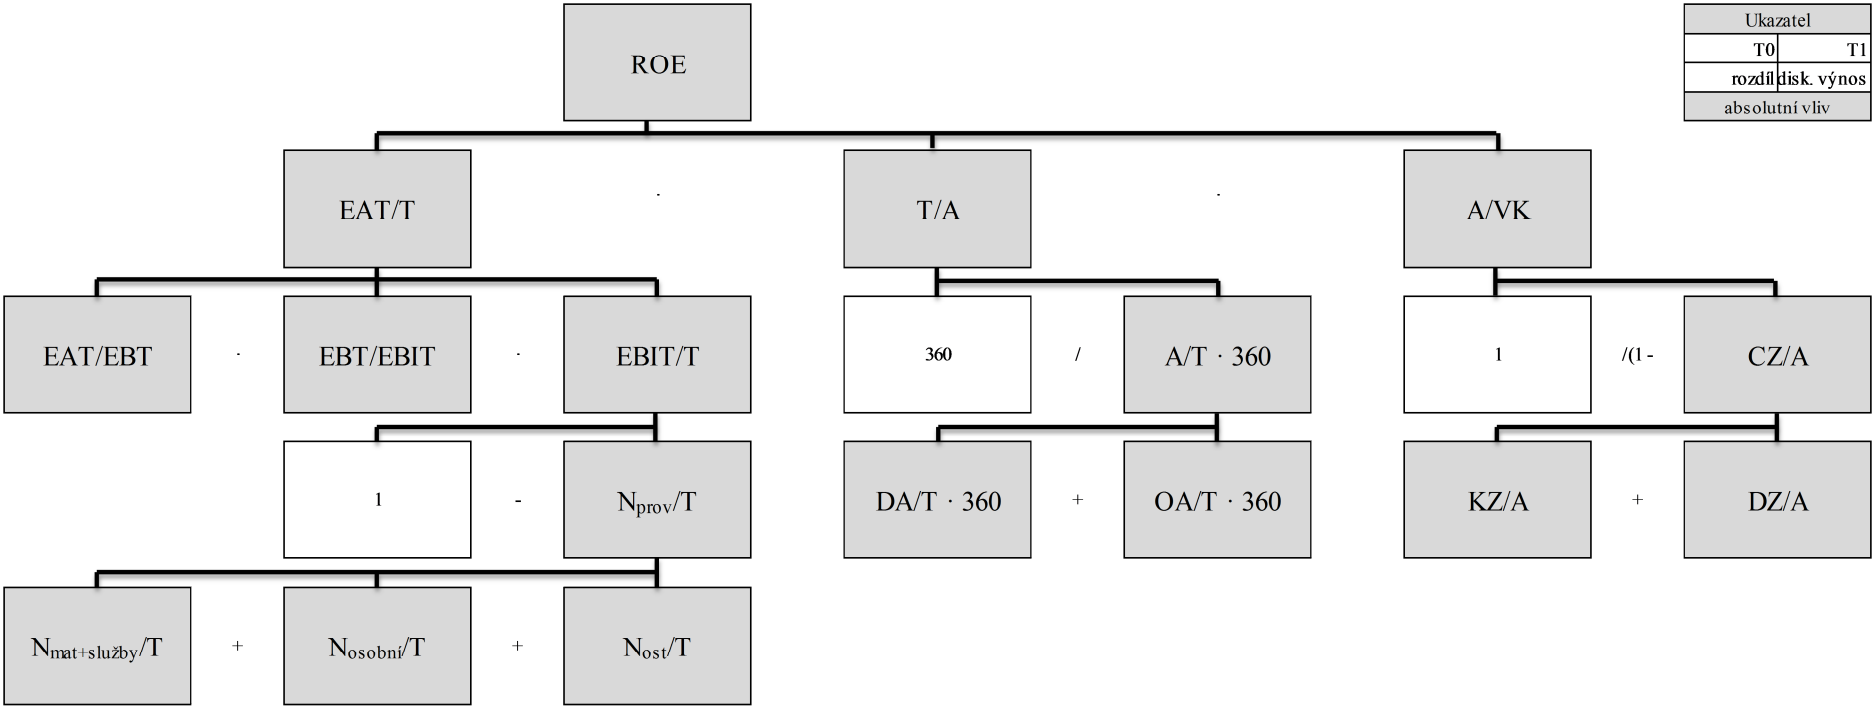 ROE
Ukazatel
T0 T1
rozdíl disk. výnos
absolutní vliv
EAT/T · T/A · A/VK
EAT/EBT · EBT/EBIT · EBIT/T 360 / A/T · 360 1 /(1 - CZ/A
1 - Nprov/T DA/T · 360 + OA/T · 360 KZ/A + DZ/A
Nmat+služby/T + Nosobní/T + Nost/T